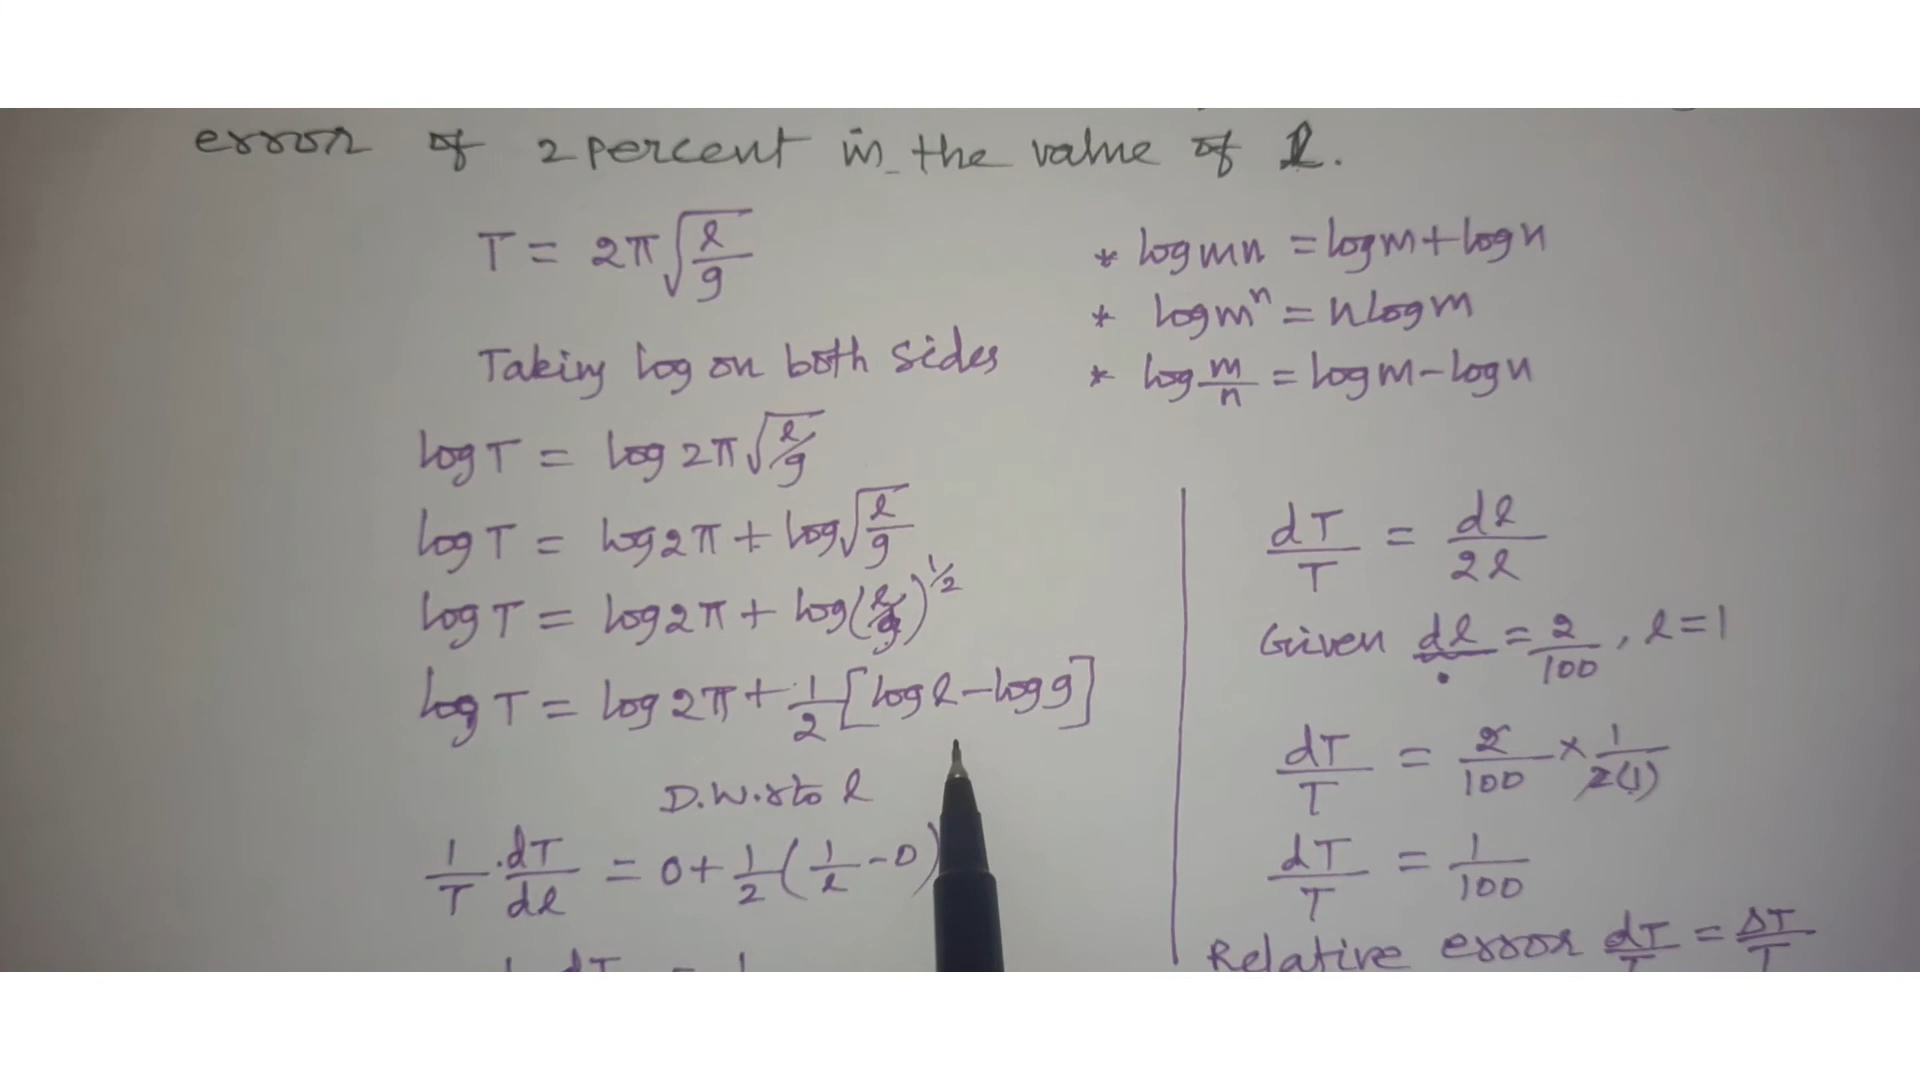 error of 2 percent in the value of l.
T = 2π√(l/g)
Taking log on both sides
log T = log 2π√(l/g)
log T = log 2π + log√(l/g)
log T = log 2π + log(l/g)^1/2
log T = log 2π + 1/2 [log l - log g]
D.W.r to l
1/T . dT/dl = 0 + 1/2 (1/l - 0)
* log mn = log m + log n
* log m^n = n log m
* log m/n = log m - log n
dT/T = dl/2l
Given dl = 2/100 , l = 1
dT/T = 2/100 × 1/2(1)
dT/T = 1/100
Relative error dT/T = ΔT/T